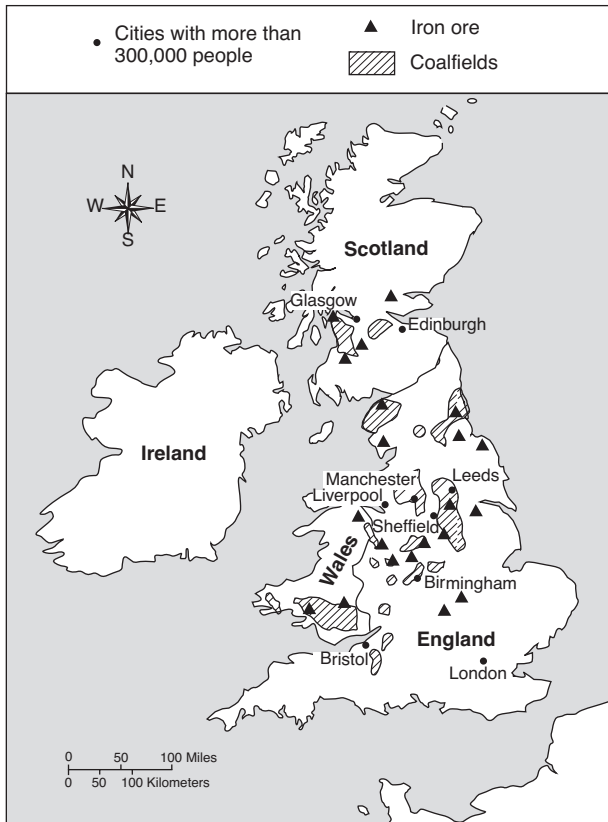 Cities with more than
300,000 people
Iron ore
Coalfields
N
W E
S
Scotland
Glasgow
Edinburgh
Ireland
Manchester
Leeds
Liverpool
Sheffield
Wales
Birmingham
England
Bristol
London
0 50 100 Miles
0 50 100 Kilometers